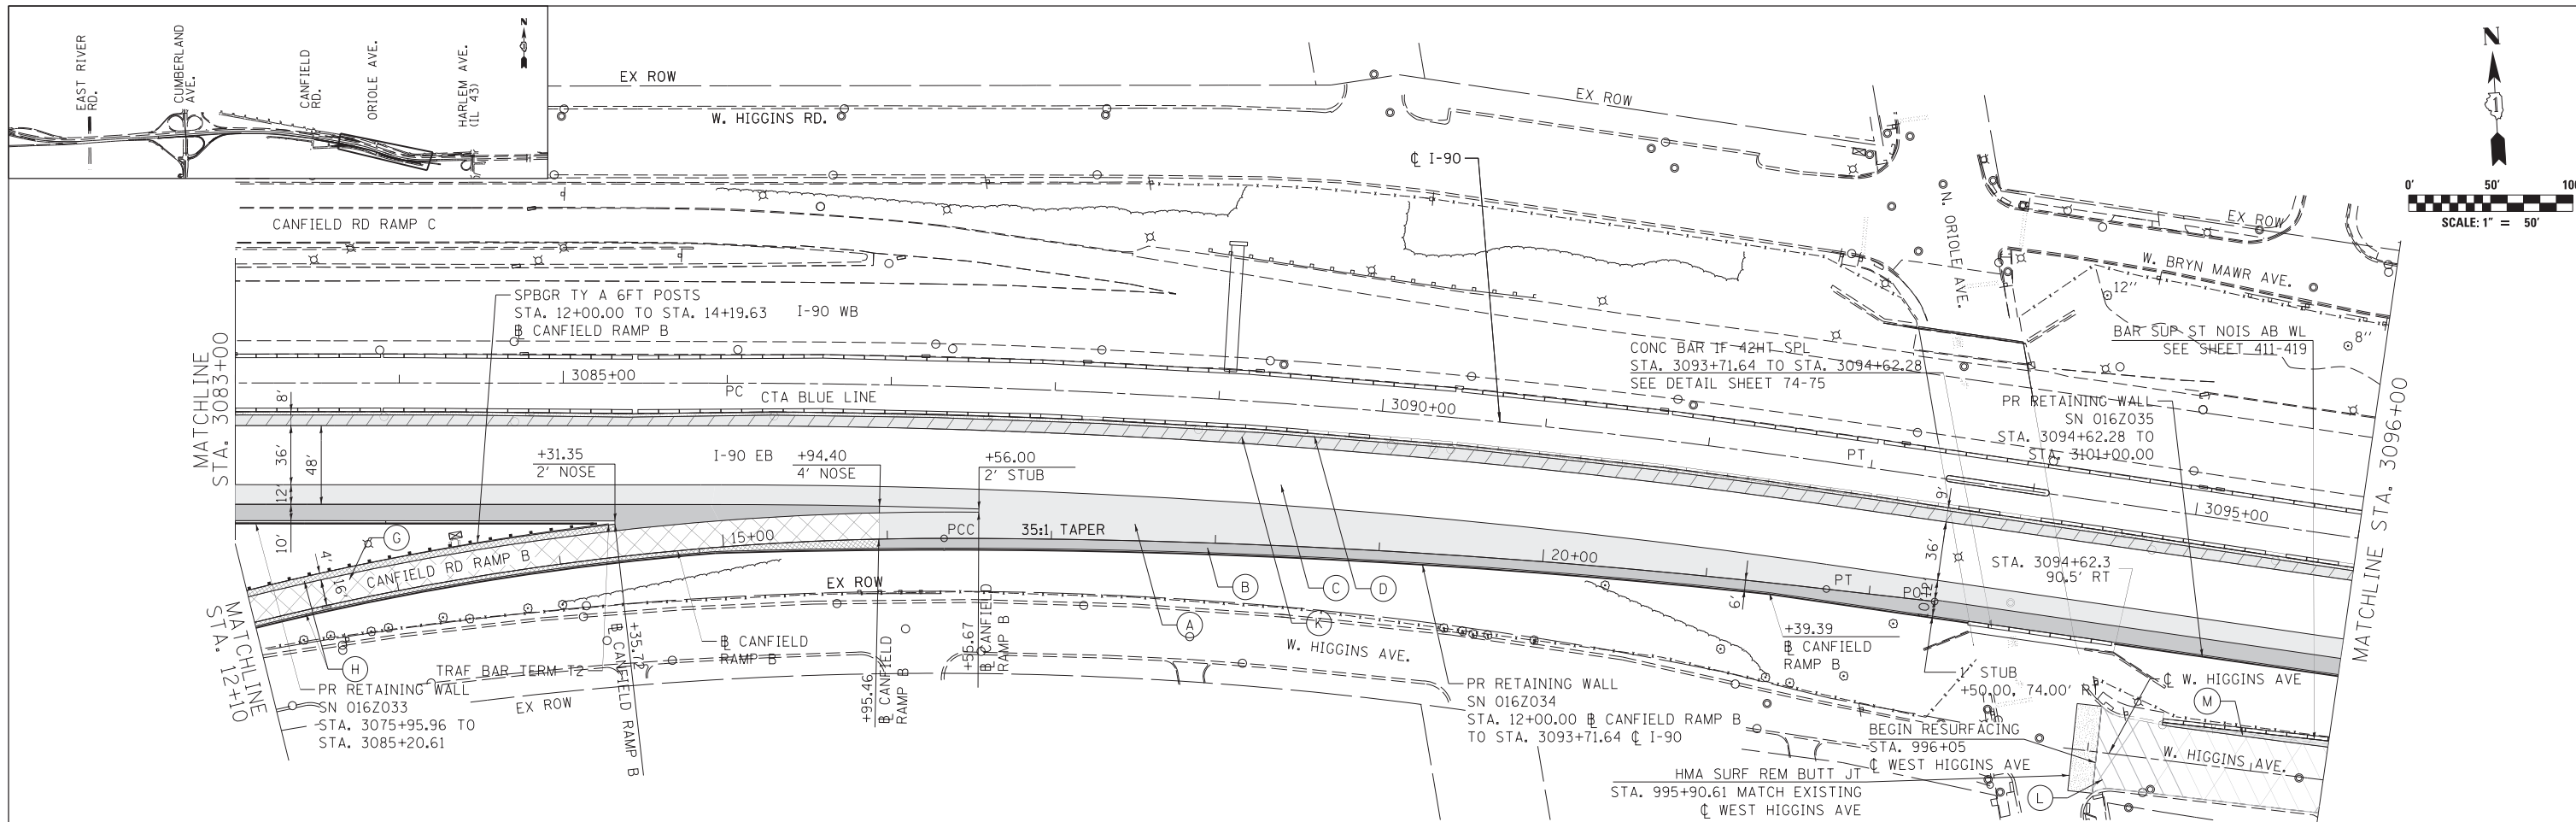 EAST RIVER
RD.
CUMBERLAND
AVE.
CANFIELD
RD.
ORIOLE AVE.
HARLEM AVE.
(IL 43)
N
EX ROW
W. HIGGINS RD.
EX ROW
N
1
0' 50'
SCALE: 1" = 50'
℄ I-90
N. ORIOLE AVE.
EX ROW
W. BRYN MAWR AVE.
12"
8"
CANFIELD RD RAMP C
SPBGR TY A 6FT POSTS
STA. 12+00.00 TO STA. 14+19.63
B CANFIELD RAMP B
I-90 WB
BAR SUP ST NOIS AB WL
SEE SHEET 411-419
CONC BAR 1F 42HT SPL
STA. 3093+71.64 TO STA. 3094+62.28
SEE DETAIL SHEET 74-75
MATCHLINE
STA. 3083+00
3085+00
PC
CTA BLUE LINE
3090+00
PR RETAINING WALL
SN 016Z035
STA. 3094+62.28 TO
STA. 3101+00.00
PT
3095+00
MATCHLINE STA. 3096+00
8'
36'
48'
12'
10'
+31.35
2' NOSE
I-90 EB
+94.40
4' NOSE
+56.00
2' STUB
9'
36'
12'
STA. 3094+62.3
90.5' RT
G
4'
16'
CANFIELD RD RAMP B
15+00
PCC
35:1 TAPER
20+00
PT
6'
B
C
D
A
K
H
EX ROW
MATCHLINE
STA. 12+10
+35.72
B CANFIELD RAMP B
B CANFIELD
RAMP B
+95.46
B CANFIELD
RAMP B
+55.67
B CANFIELD
RAMP B
W. HIGGINS AVE.
+39.39
B CANFIELD
RAMP B
1' STUB
+50.00, 74.00' R
TRAF BAR TERM T2
PR RETAINING WALL
SN 016Z033
STA. 3075+95.96 TO
STA. 3085+20.61
EX ROW
PR RETAINING WALL
SN 016Z034
STA. 12+00.00 B CANFIELD RAMP B
TO STA. 3093+71.64 ℄ I-90
℄ W. HIGGINS AVE
M
BEGIN RESURFACING
STA. 996+05
℄ WEST HIGGINS AVE
W. HIGGINS AVE.
HMA SURF REM BUTT JT
STA. 995+90.61 MATCH EXISTING
℄ WEST HIGGINS AVE
L